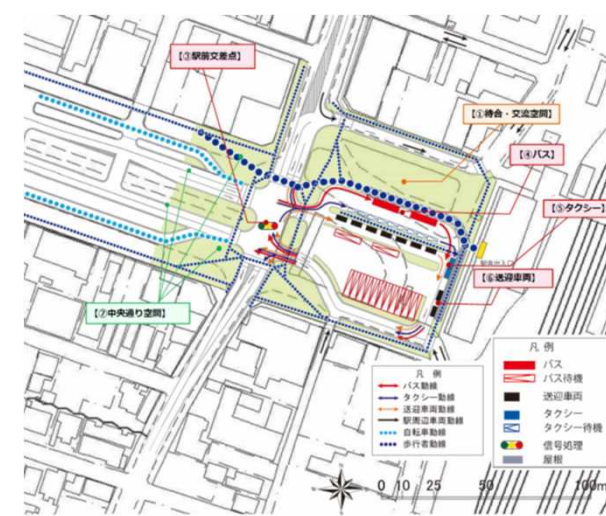 【③駅前交差点】
【①待合・交流空間】
【④バス】
【⑤タクシー】
【⑥送迎車両】
【⑦中央通り空間】
凡 例
バス動線
タクシー動線
送迎車両動線
駅周辺車両動線
自転車動線
歩行者動線
凡 例
バス
バス待機
送迎車両
タクシー
タクシー待機
信号処理
屋根
0 10 25 50 100m